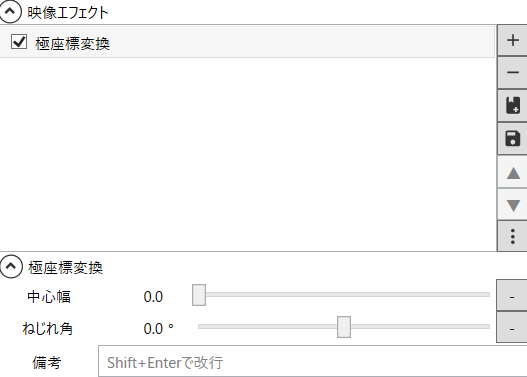 映像エフェクト
極座標変換
極座標変換
中心幅 0.0 -
ねじれ角 0.0 ° -
備考 Shift+Enterで改行